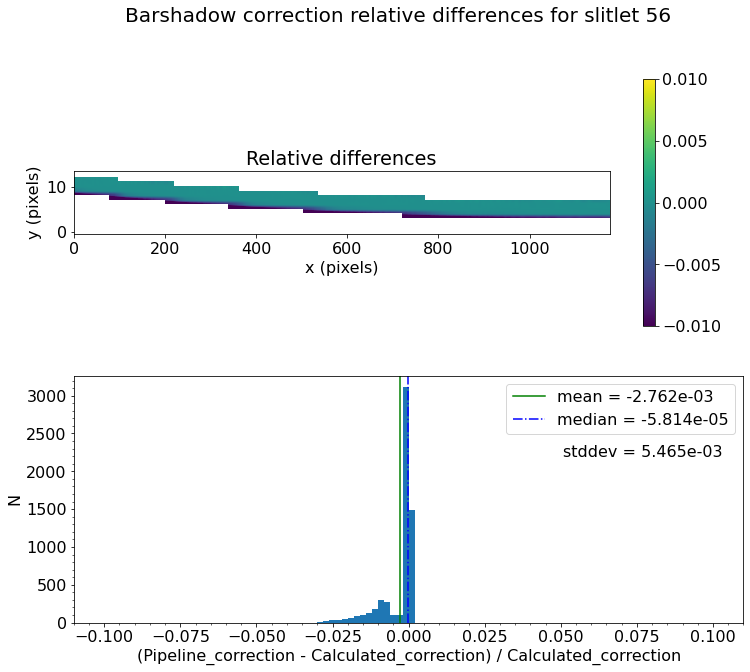 Barshadow correction relative differences for slitlet 56
Relative differences
y (pixels)
10
0
0 200 400 600 800 1000
x (pixels)
0.010
0.005
0.000
−0.005
−0.010
N
3000
2500
2000
1500
1000
500
0
mean = -2.762e-03
median = -5.814e-05
stddev = 5.465e-03
−0.100 −0.075 −0.050 −0.025 0.000 0.025 0.050 0.075 0.100
(Pipeline_correction - Calculated_correction) / Calculated_correction